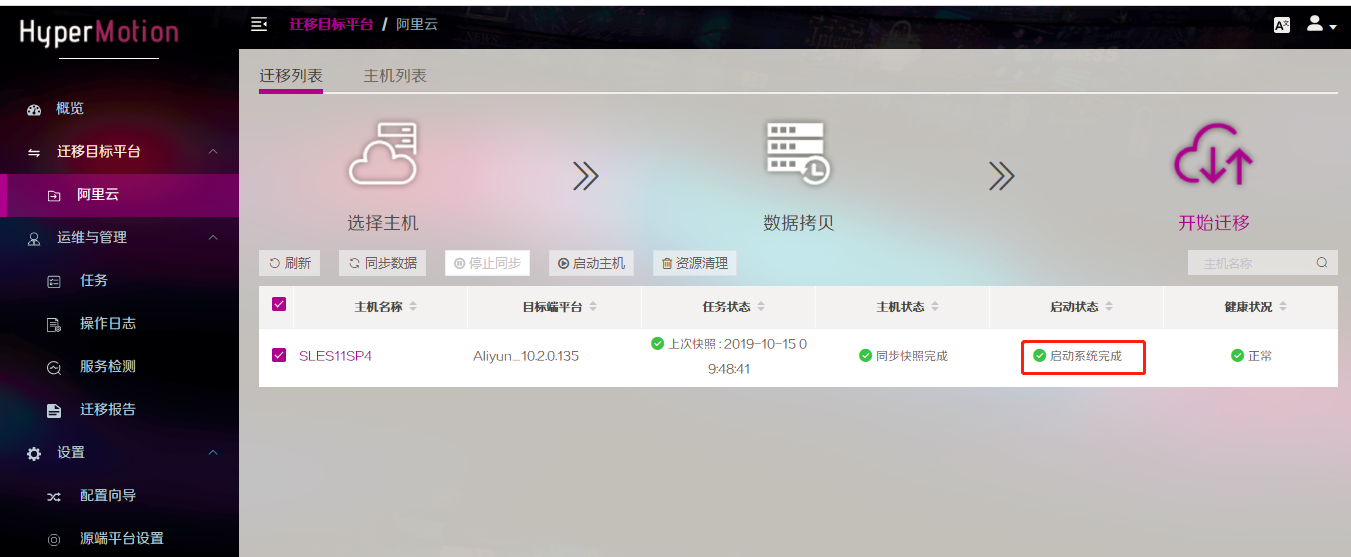 HyperMotion
迁移目标平台 / 阿里云
概览
迁移目标平台
阿里云
运维与管理
任务
操作日志
服务检测
迁移报告
设置
配置向导
源端平台设置
迁移列表 主机列表
选择主机 数据拷贝 开始迁移
刷新 同步数据 停止同步 启动主机 资源清理 主机名称
主机名称 目标端平台 任务状态 主机状态 启动状态 健康状况
SLES11SP4 Aliyun_10.2.0.135 上次快照 : 2019-10-15 0
9:48:41 同步快照完成 启动系统完成 正常